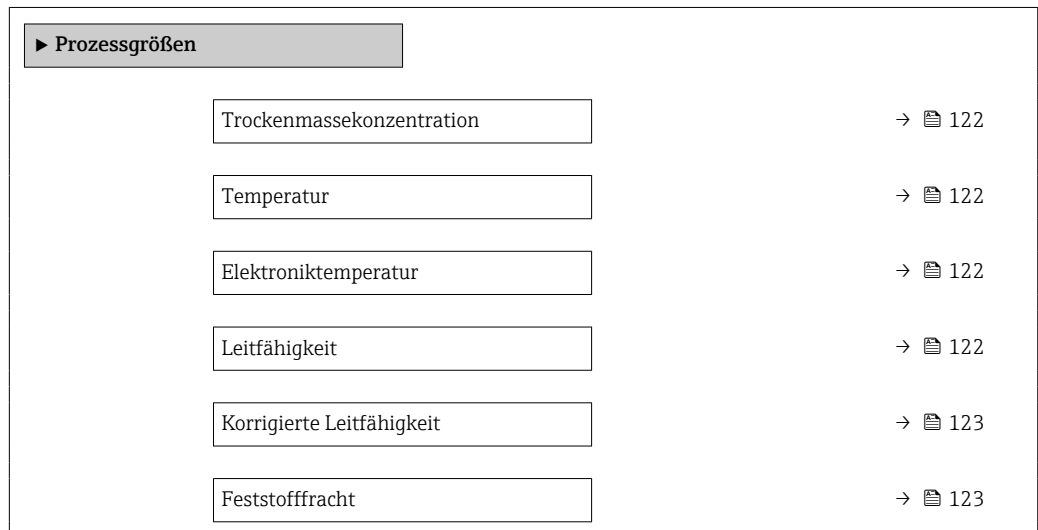 ▶ Prozessgrößen
Trockenmassekonzentration → 122
Temperatur → 122
Elektroniktemperatur → 122
Leitfähigkeit → 122
Korrigierte Leitfähigkeit → 123
Feststofffracht → 123